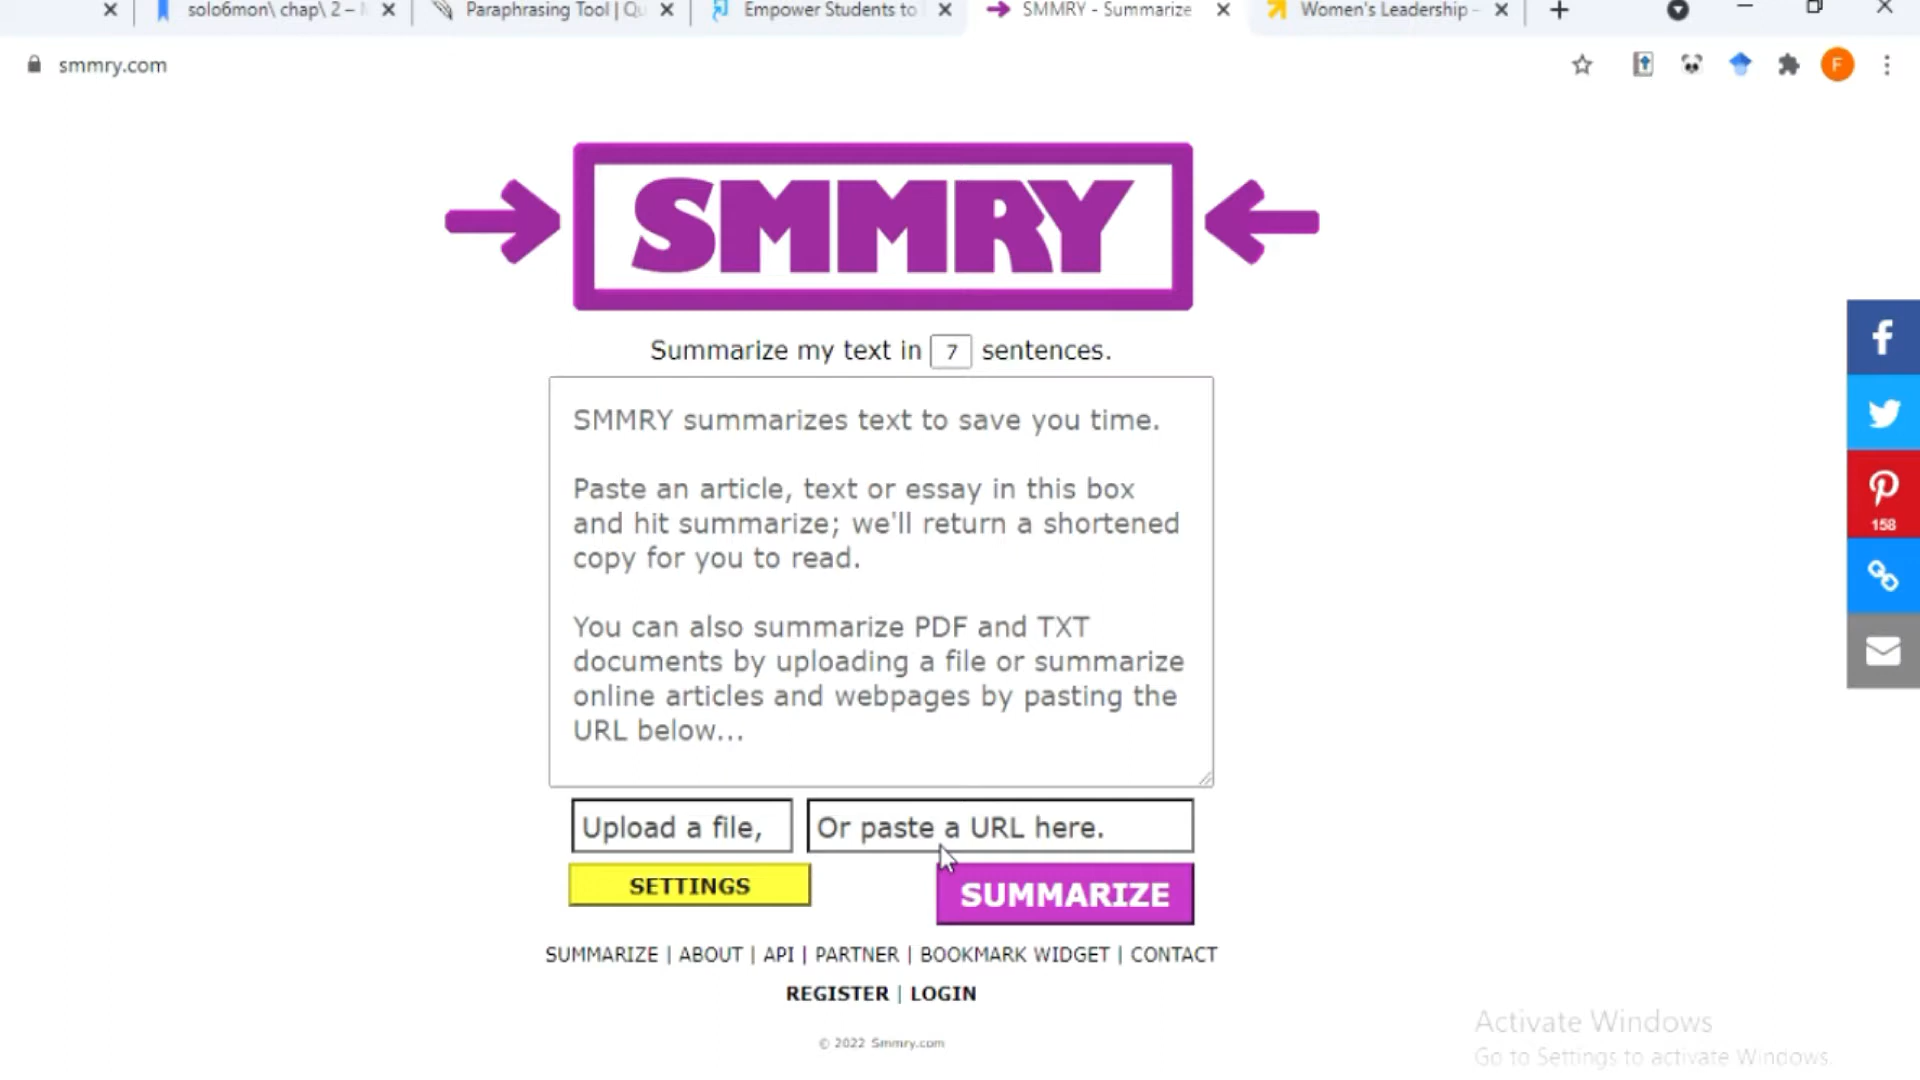 solo6mon\ chap\ 2 –
Paraphrasing Tool | Qu
Empower Students to
SMMRY - Summarize
Women's Leadership -
smmry.com
F
SMMRY
Summarize my text in 7 sentences.
SMMRY summarizes text to save you time.
Paste an article, text or essay in this box
and hit summarize; we'll return a shortened
copy for you to read.
You can also summarize PDF and TXT
documents by uploading a file or summarize
online articles and webpages by pasting the
URL below...
158
Upload a file,
Or paste a URL here.
SETTINGS
SUMMARIZE
SUMMARIZE | ABOUT | API | PARTNER | BOOKMARK WIDGET | CONTACT
REGISTER | LOGIN
© 2022 Smmry.com
Activate Windows
Go to Settings to activate Windows.